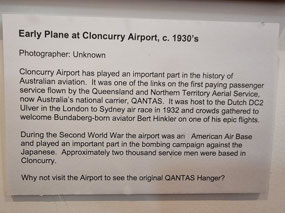 Early Plane at Cloncurry Airport, c. 1930's
Photographer: Unknown
Cloncurry Airport has played an important part in the history of
Australian aviation. It was one of the links on the first paying passenger
service flown by the Queensland and Northern Territory Aerial Service,
now Australia's national carrier, QANTAS. It was host to the Dutch DC2
Ulver in the London to Sydney air race in 1932 and crowds gathered to
welcome Bundaberg-born aviator Bert Hinkler on one of his epic flights.
During the Second World War the airport was an American Air Base
and played an important part in the bombing campaign against the
Japanese. Approximately two thousand service men were based in
Cloncurry.
Why not visit the Airport to see the original QANTAS Hanger?